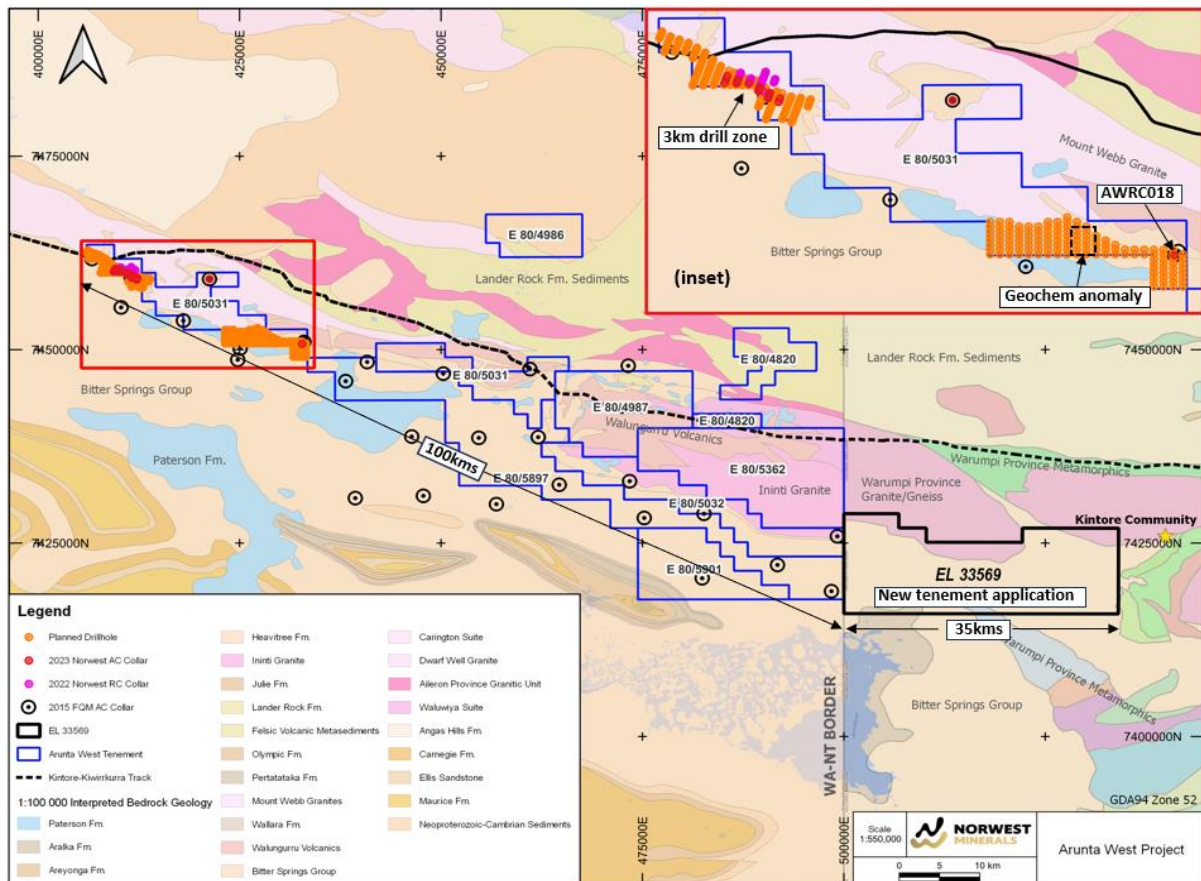 400000E
425000E
450000E
475000E
7475000N
3km drill zone
E 80/5031
Mount Webb Granite
AWRC018
Bitter Springs Group
(inset)
Geochem anomaly
E 80/4986
Lander Rock Fm. Sediments
E 80/5031
7450000N
7450000N
Bitter Springs Group
E 80/5031
E 80/4820
Lander Rock Fm. Sediments
E 80/4987
E 80/4820
Walungurru Volcanics
100kms
Paterson Fm.
E 80/5897
E 80/5362
Ininti Granite
Warumpi Province Metamorphics
Warumpi Province
Granite/Gneiss
E 80/5032
Kintore Community
7425000N
7425000N
E 80/5901
EL 33569
New tenement application
35kms
Warumpi Province
Metamorphics
Bitter Springs Group
WA-NT BORDER
7400000N
GDA94 Zone 52
475000E
500000E
Legend
Planned Drillhole
2023 Norwest AC Collar
2022 Norwest RC Collar
2015 FQM AC Collar
EL 33569
Arunta West Tenement
Kintore-Kiwirrkurra Track
1:100 000 Interpreted Bedrock Geology
Paterson Fm.
Aralka Fm.
Areyonga Fm.
Heavitree Fm.
Ininti Granite
Julie Fm.
Lander Rock Fm.
Felsic Volcanic Metasediments
Olympic Fm.
Pertatataka Fm.
Mount Webb Granites
Wallara Fm.
Walungurru Volcanics
Bitter Springs Group
Carington Suite
Dwarf Well Granite
Aileron Province Granitic Unit
Waluwiya Suite
Angas Hills Fm.
Carnegie Fm.
Ellis Sandstone
Maurice Fm.
Neoproterozoic-Cambrian Sediments
Scale
1:550,000
NORWEST
MINERALS
0 5 10 km
Arunta West Project